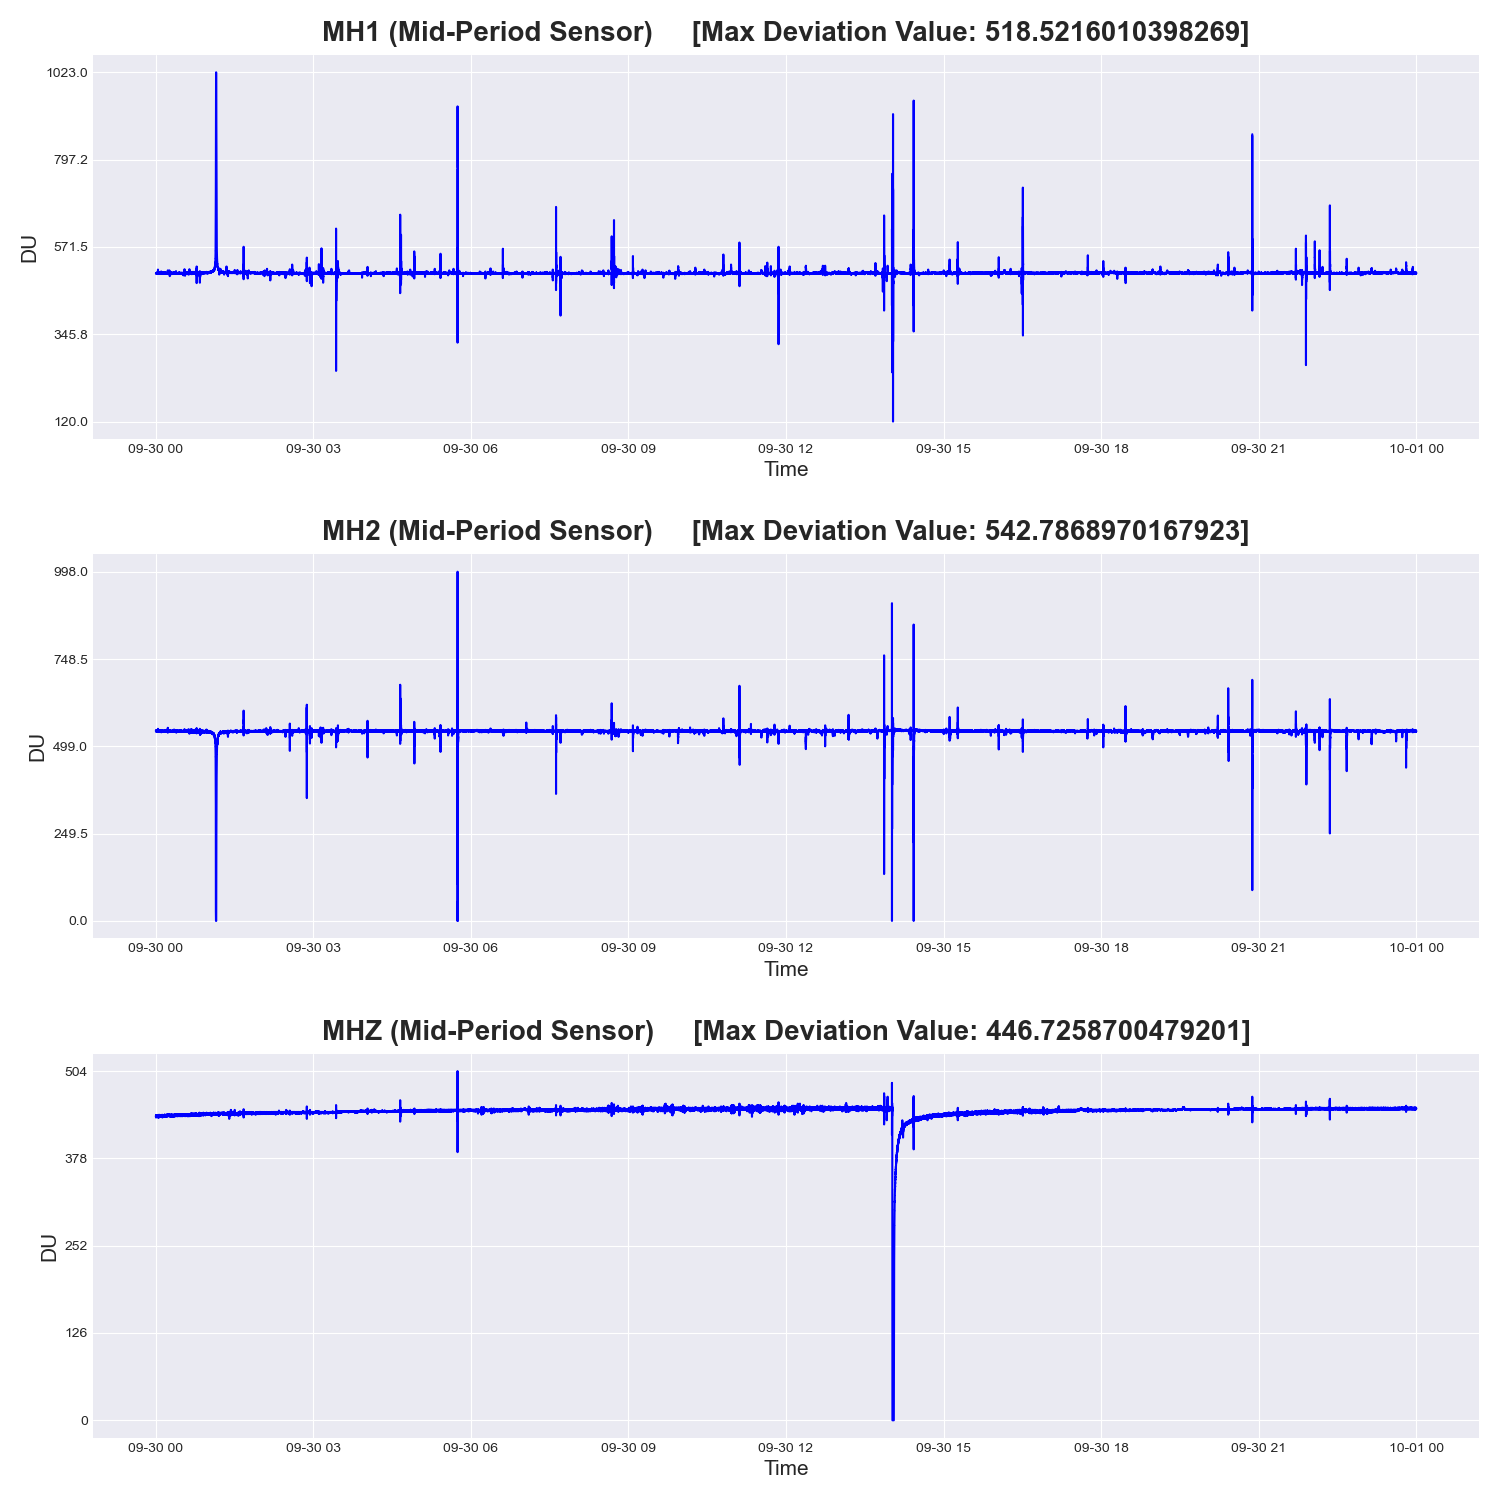 MH1 (Mid-Period Sensor) [Max Deviation Value: 518.5216010398269]
1023.0
797.2
571.5
345.8
120.0
DU
09-30 00 09-30 03 09-30 06 09-30 09 09-30 12 09-30 15 09-30 18 09-30 21 10-01 00
Time
MH2 (Mid-Period Sensor) [Max Deviation Value: 542.7868970167923]
998.0
748.5
499.0
249.5
0.0
DU
09-30 00 09-30 03 09-30 06 09-30 09 09-30 12 09-30 15 09-30 18 09-30 21 10-01 00
Time
MHZ (Mid-Period Sensor) [Max Deviation Value: 446.7258700479201]
504
378
252
126
0
DU
09-30 00 09-30 03 09-30 06 09-30 09 09-30 12 09-30 15 09-30 18 09-30 21 10-01 00
Time